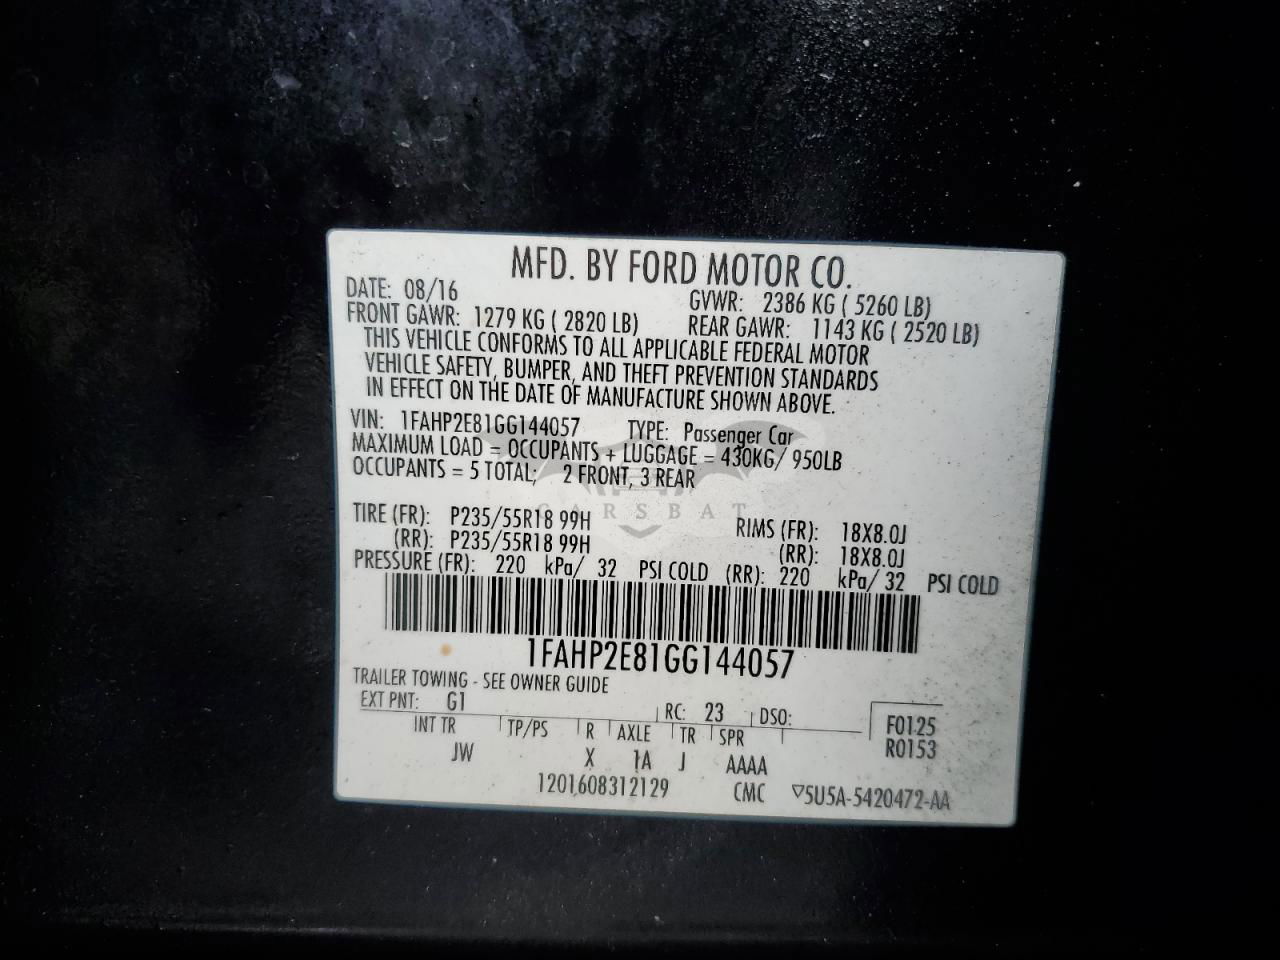 MFD. BY FORD MOTOR CO.
DATE: 08/16 GVWR: 2386 KG ( 5260 LB)
FRONT GAWR: 1279 KG ( 2820 LB) REAR GAWR: 1143 KG ( 2520 LB)
THIS VEHICLE CONFORMS TO ALL APPLICABLE FEDERAL MOTOR
VEHICLE SAFETY, BUMPER, AND THEFT PREVENTION STANDARDS
IN EFFECT ON THE DATE OF MANUFACTURE SHOWN ABOVE.
VIN: 1FAHP2E81GG144057 TYPE: Passenger Car
MAXIMUM LOAD = OCCUPANTS + LUGGAGE = 430KG/ 950LB
OCCUPANTS = 5 TOTAL; 2 FRONT, 3 REAR
CARSBAT
TIRE (FR): P235/55R18 99H RIMS (FR): 18X8.0J
(RR): P235/55R18 99H (RR): 18X8.0J
PRESSURE (FR): 220 kPa/ 32 PSI COLD (RR): 220 kPa/ 32 PSI COLD
1FAHP2E81GG144057
TRAILER TOWING - SEE OWNER GUIDE
EXT PNT: G1 RC: 23 DSO: F0125
INT TR TP/PS R AXLE TR SPR R0153
JW X 1A J AAAA
1201608312129 CMC ▽5U5A-5420472-AA